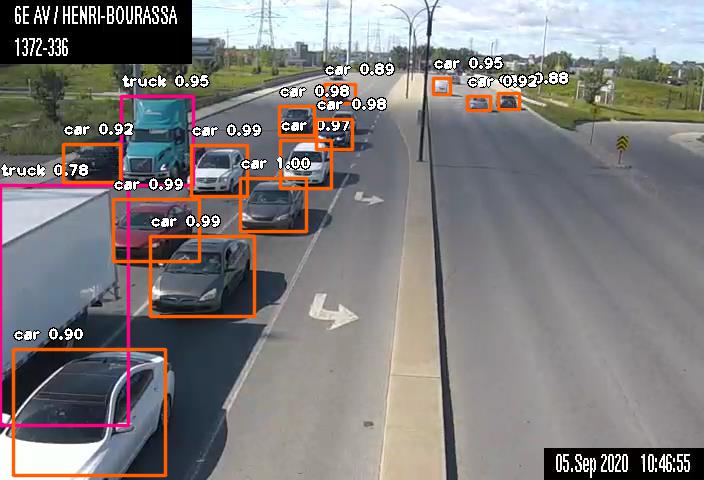 6E AV / HENRI-BOURASSA
1372-336
car 0.89
car 0.95
car 0.92
0.88
truck 0.95
car 0.98
car 0.98
car 0.92
car 0.99
car 0.97
truck 0.78
car 0.99
car 1.00
car 0.99
car 0.90
05.Sep 2020 10:46:55